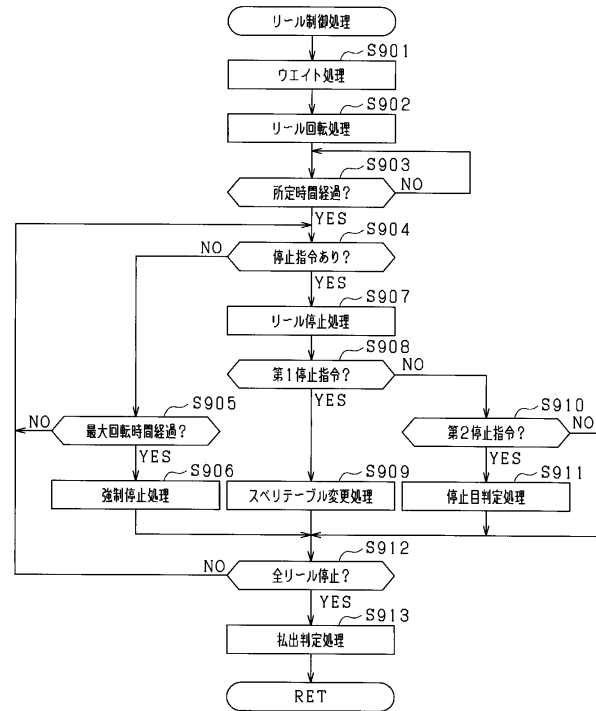 リール制御処理
S901
ウエイト処理
S902
リール回転処理
S903
所定時間経過?
NO
YES
S904
NO
停止指令あり?
YES
S907
リール停止処理
S908
第1停止指令?
NO
YES
S905
NO
最大回転時間経過?
YES
S910
第2停止指令?
NO
YES
S906
強制停止処理
S909
スベリテーブル変更処理
S911
停止目判定処理
S912
NO
全リール停止?
YES
S913
払出判定処理
RET